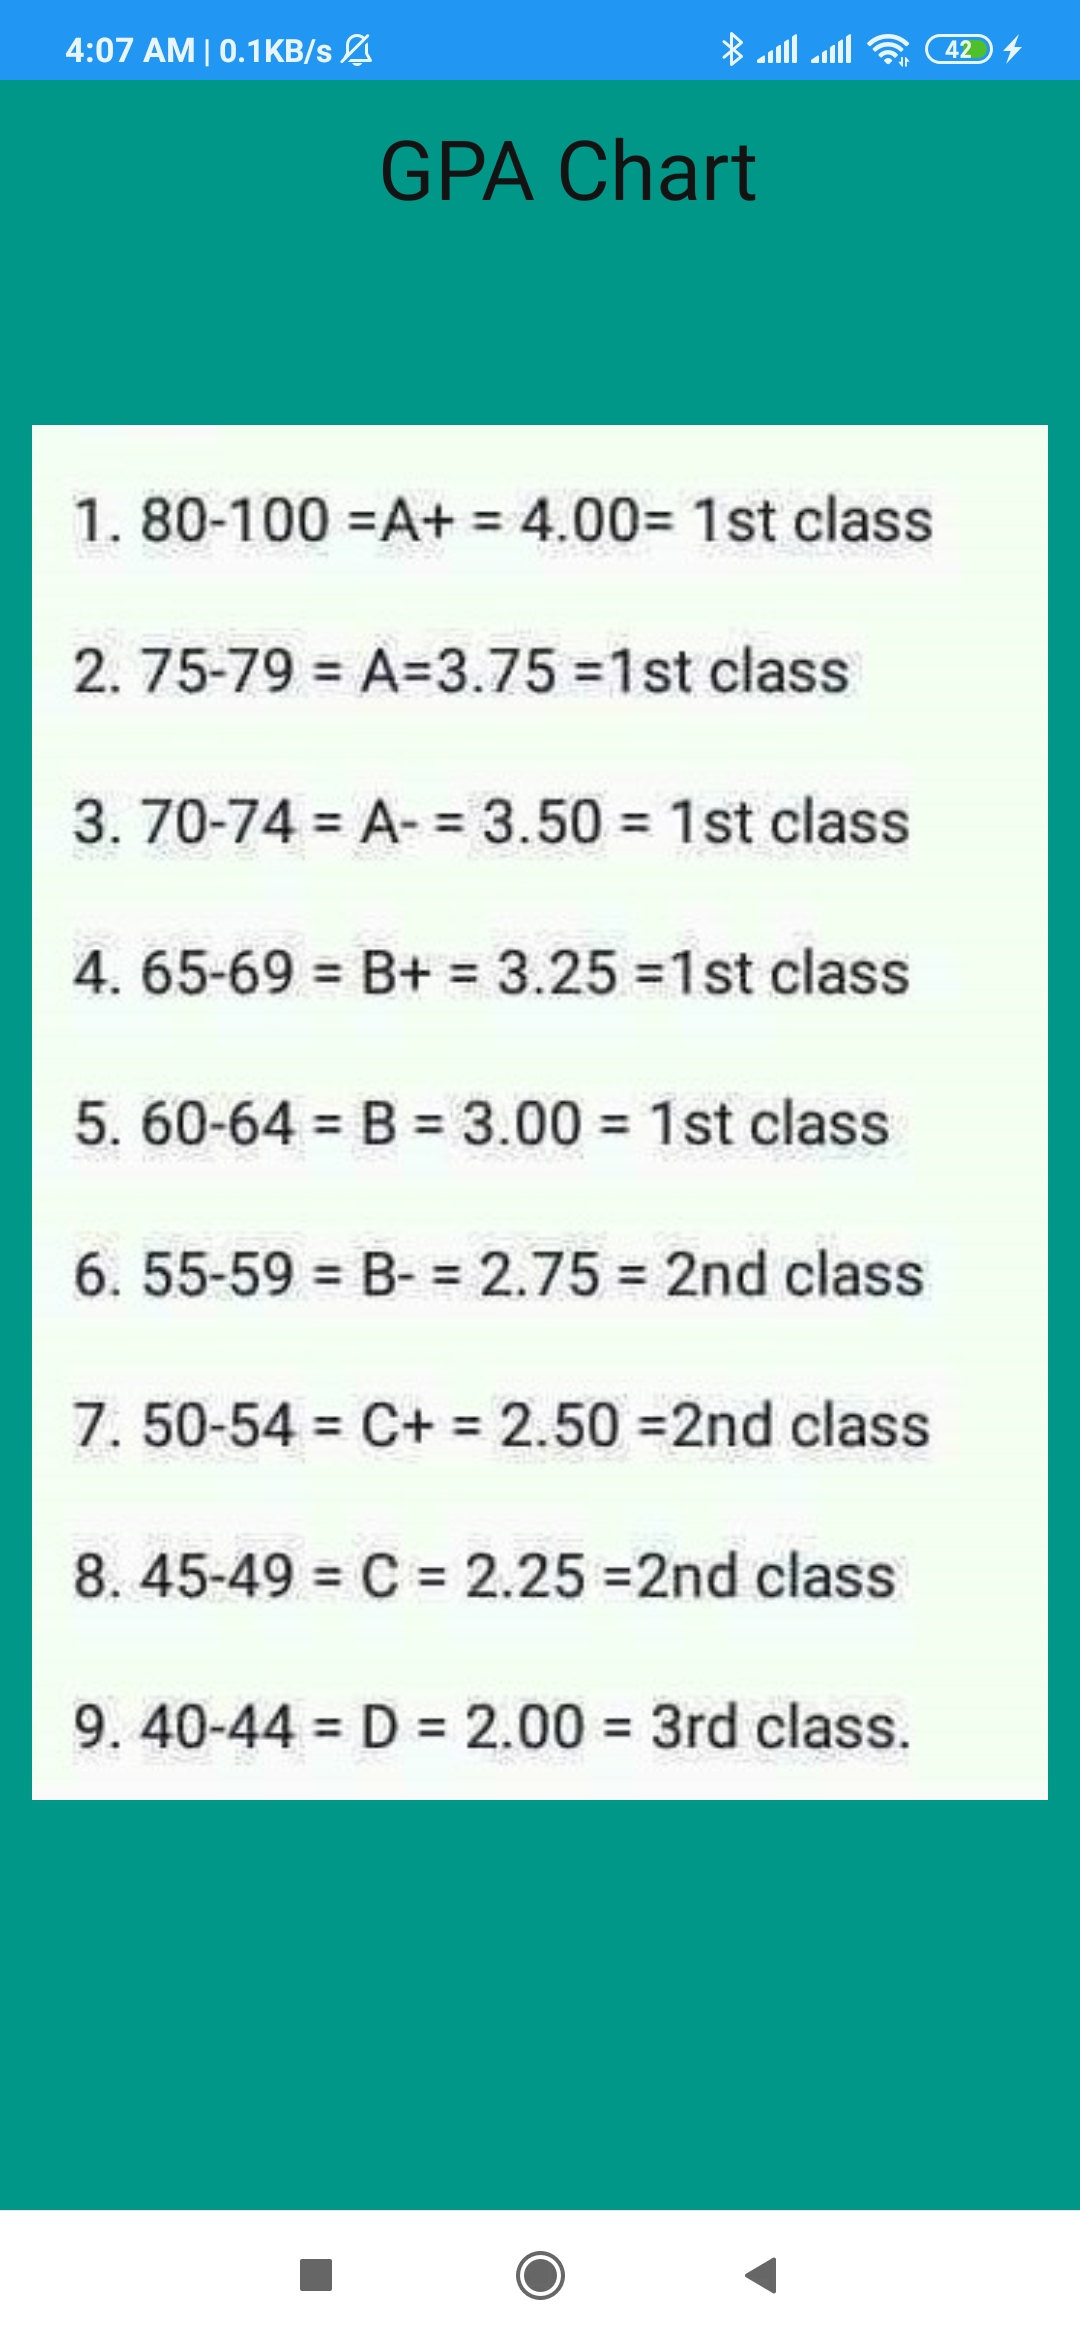 4:07 AM | 0.1KB/s 42
GPA Chart
1. 80-100 =A+ = 4.00= 1st class
2. 75-79 = A=3.75 =1st class
3. 70-74 = A- = 3.50 = 1st class
4. 65-69 = B+ = 3.25 =1st class
5. 60-64 = B = 3.00 = 1st class
6. 55-59 = B- = 2.75 = 2nd class
7. 50-54 = C+ = 2.50 =2nd class
8. 45-49 = C = 2.25 =2nd class
9. 40-44 = D = 2.00 = 3rd class.